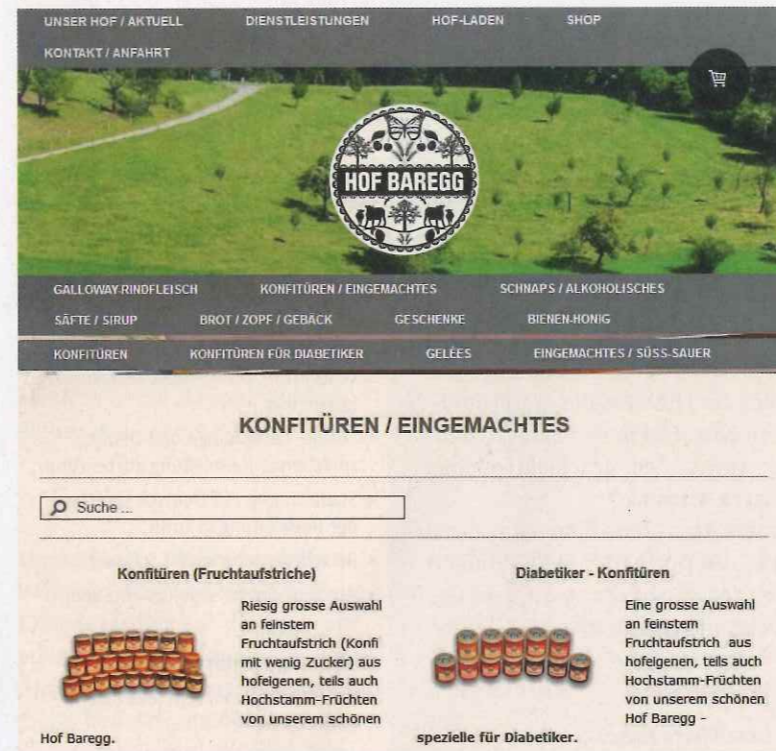 UNSER HOF / AKTUELL DIENSTLEISTUNGEN HOF-LADEN SHOP
KONTAKT / ANFAHRT
HOF BAREGG
GALLOWAY-RINDFLEISCH KONFITÜREN / EINGEMACHTES SCHNAPS / ALKOHOLISCHES
SÄFTE / SIRUP BROT / ZOPF / GEBÄCK GESCHENKE BIENEN-HONIG
KONFITÜREN KONFITÜREN FÜR DIABETIKER GELÉES EINGEMACHTES / SÜSS-SAUER
KONFITÜREN / EINGEMACHTES
Suche ...
Konfitüren (Fruchtaufstriche)
Riesig grosse Auswahl
an feinstem
Fruchtaufstrich (Konfi
mit wenig Zucker) aus
hofeigenen, teils auch
Hochstamm-Früchten
von unserem schönen
Hof Baregg.
Diabetiker - Konfitüren
Eine grosse Auswahl
an feinstem
Fruchtaufstrich aus
hofeigenen, teils auch
Hochstamm-Früchten
von unserem schönen
Hof Baregg -
spezielle für Diabetiker.